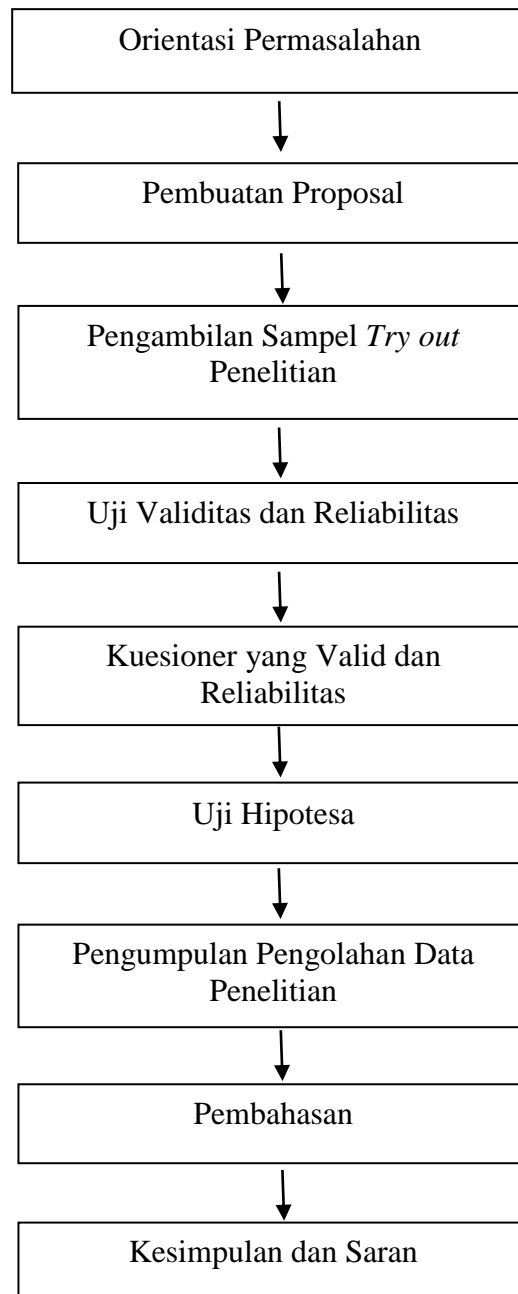 Orientasi Permasalahan
Pembuatan Proposal
Pengambilan Sampel Try out
Penelitian
Uji Validitas dan Reliabilitas
Kuesioner yang Valid dan
Reliabilitas
Uji Hipotesa
Pengumpulan Pengolahan Data
Penelitian
Pembahasan
Kesimpulan dan Saran